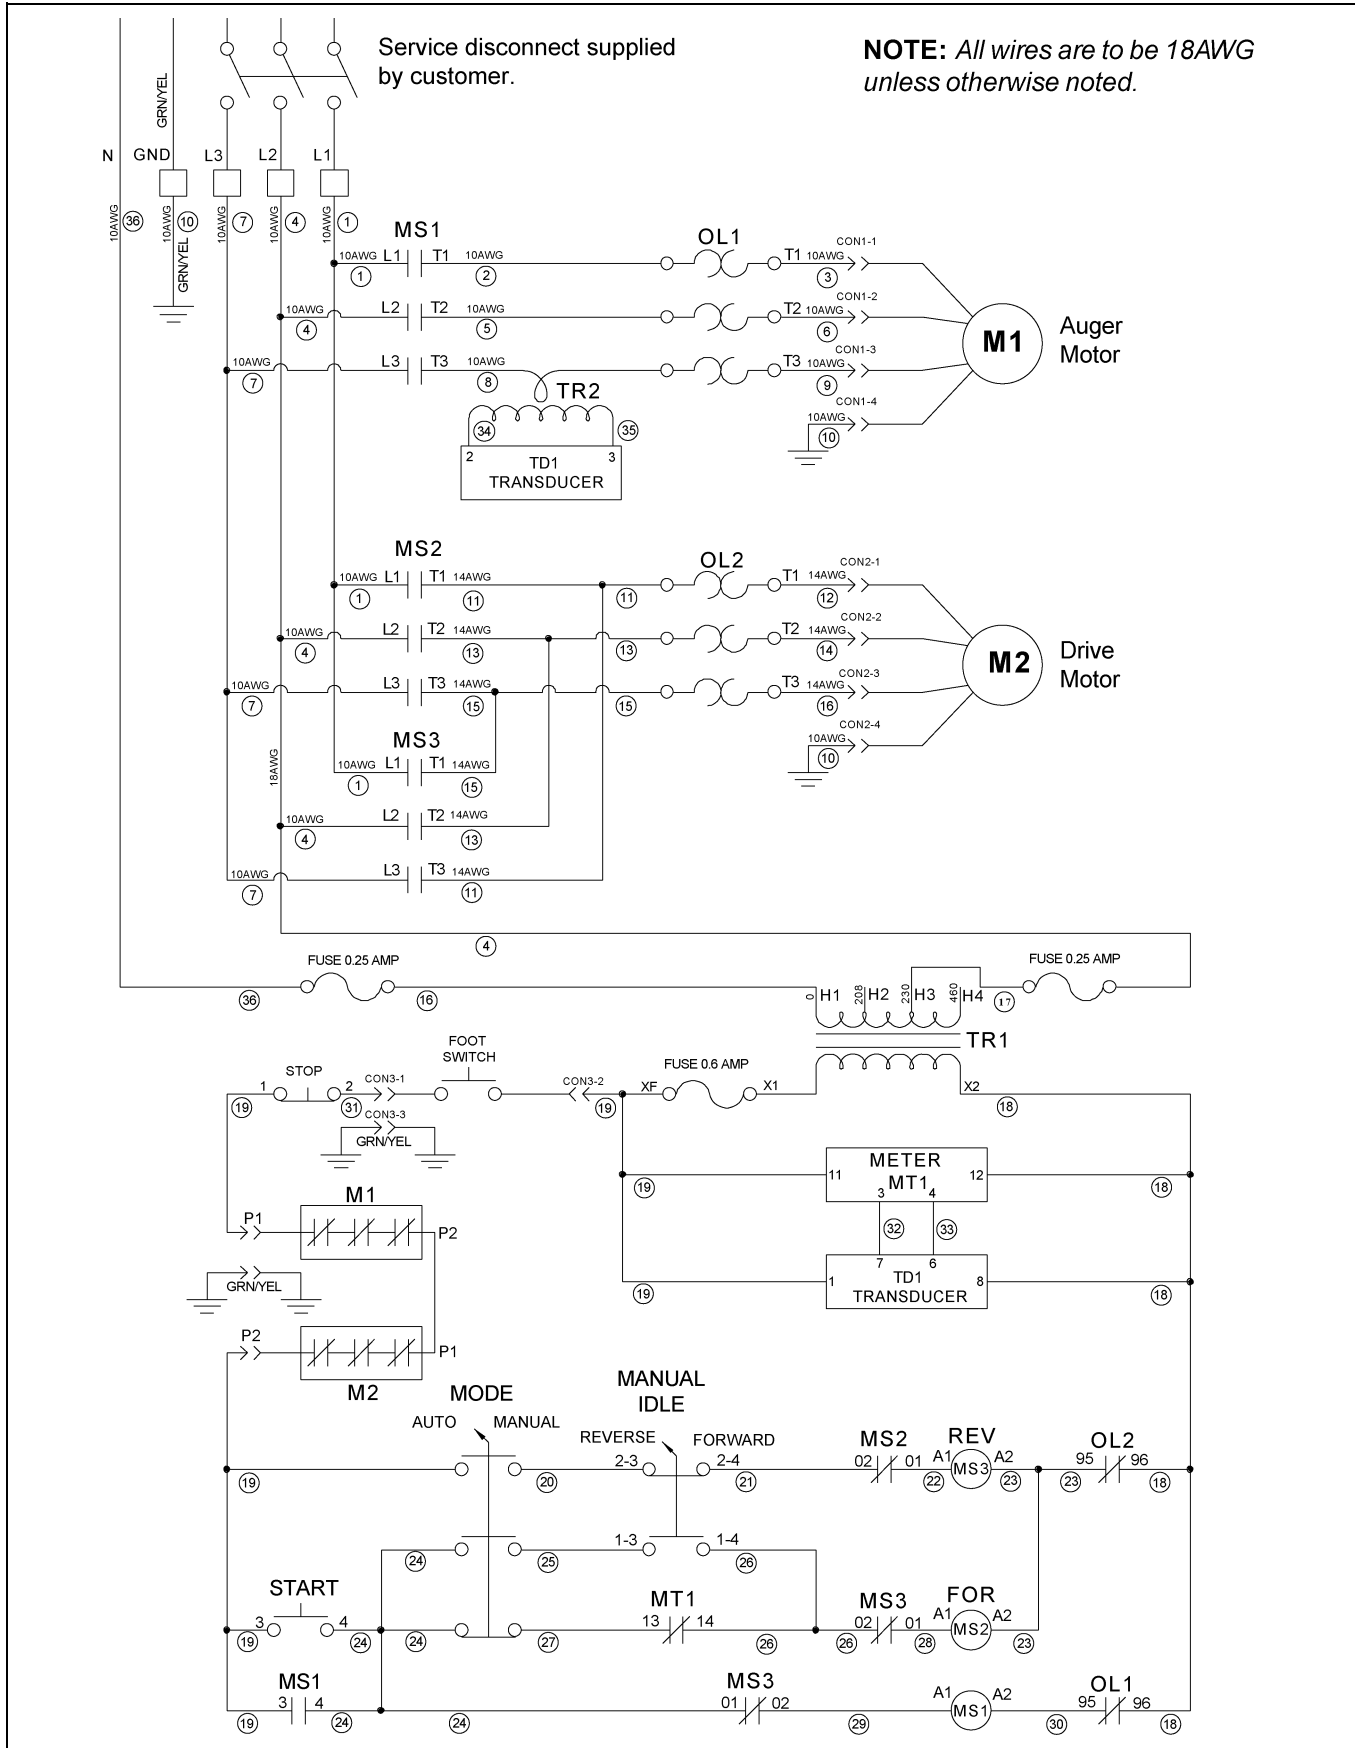 Service disconnect supplied
by customer.
NOTE: All wires are to be 18AWG
unless otherwise noted.
GRN/YEL
N GND L3 L2 L1
10AWG 36 10AWG 10 10AWG 7 10AWG 4 10AWG 1
GRN/YEL
MS1 OL1
10AWG L1 T1 10AWG T1 10AWG CON1-1
1 2 3
10AWG L2 T2 10AWG T2 10AWG CON1-2
4 5 6
10AWG L3 T3 10AWG T3 10AWG CON1-3
7 8 9
M1
Auger
Motor
TR2
CON1-4
10AWG
10
34 35
2 3
TD1
TRANSDUCER
MS2 OL2
10AWG L1 T1 14AWG T1 14AWG CON2-1
1 11 11 12
10AWG L2 T2 14AWG T2 14AWG CON2-2
4 13 13 14
10AWG L3 T3 14AWG T3 14AWG CON2-3
7 15 15 16
M2
Drive
Motor
CON2-4
10AWG
10
18AWG
MS3
10AWG L1 T1 14AWG
1 15
10AWG L2 T2 14AWG
4 13
10AWG L3 T3 14AWG
7 11
4
FUSE 0.25 AMP FUSE 0.25 AMP
36 16 0 H1 208 H2 230 H3 460 H4 17
TR1
FOOT
SWITCH
STOP FUSE 0.6 AMP
1 2 CON3-1 CON3-2 XF X1 X2
19 31 19 18
CON3-3
GRN/YEL
METER
MT1
11 12
19 18
3 4
32 33
7 6
TD1
TRANSDUCER
1 8
19 18
M1
P1 P2
GRN/YEL
P2 P1
M2
MODE
AUTO MANUAL
MANUAL
IDLE
REVERSE FORWARD
2-3 2-4
MS2 REV OL2
02 01 A1 MS3 A2 95 96
19 20 21 22 23 23 18
1-3 1-4
24 25 26
START MT1 MS3 FOR
3 4 13 14 02 01 A1 MS2 A2
19 24 24 27 26 26 28 23
MS1 MS3 OL1
3 4 01 02 A1 MS1 A2 95 96
19 24 24 29 30 18